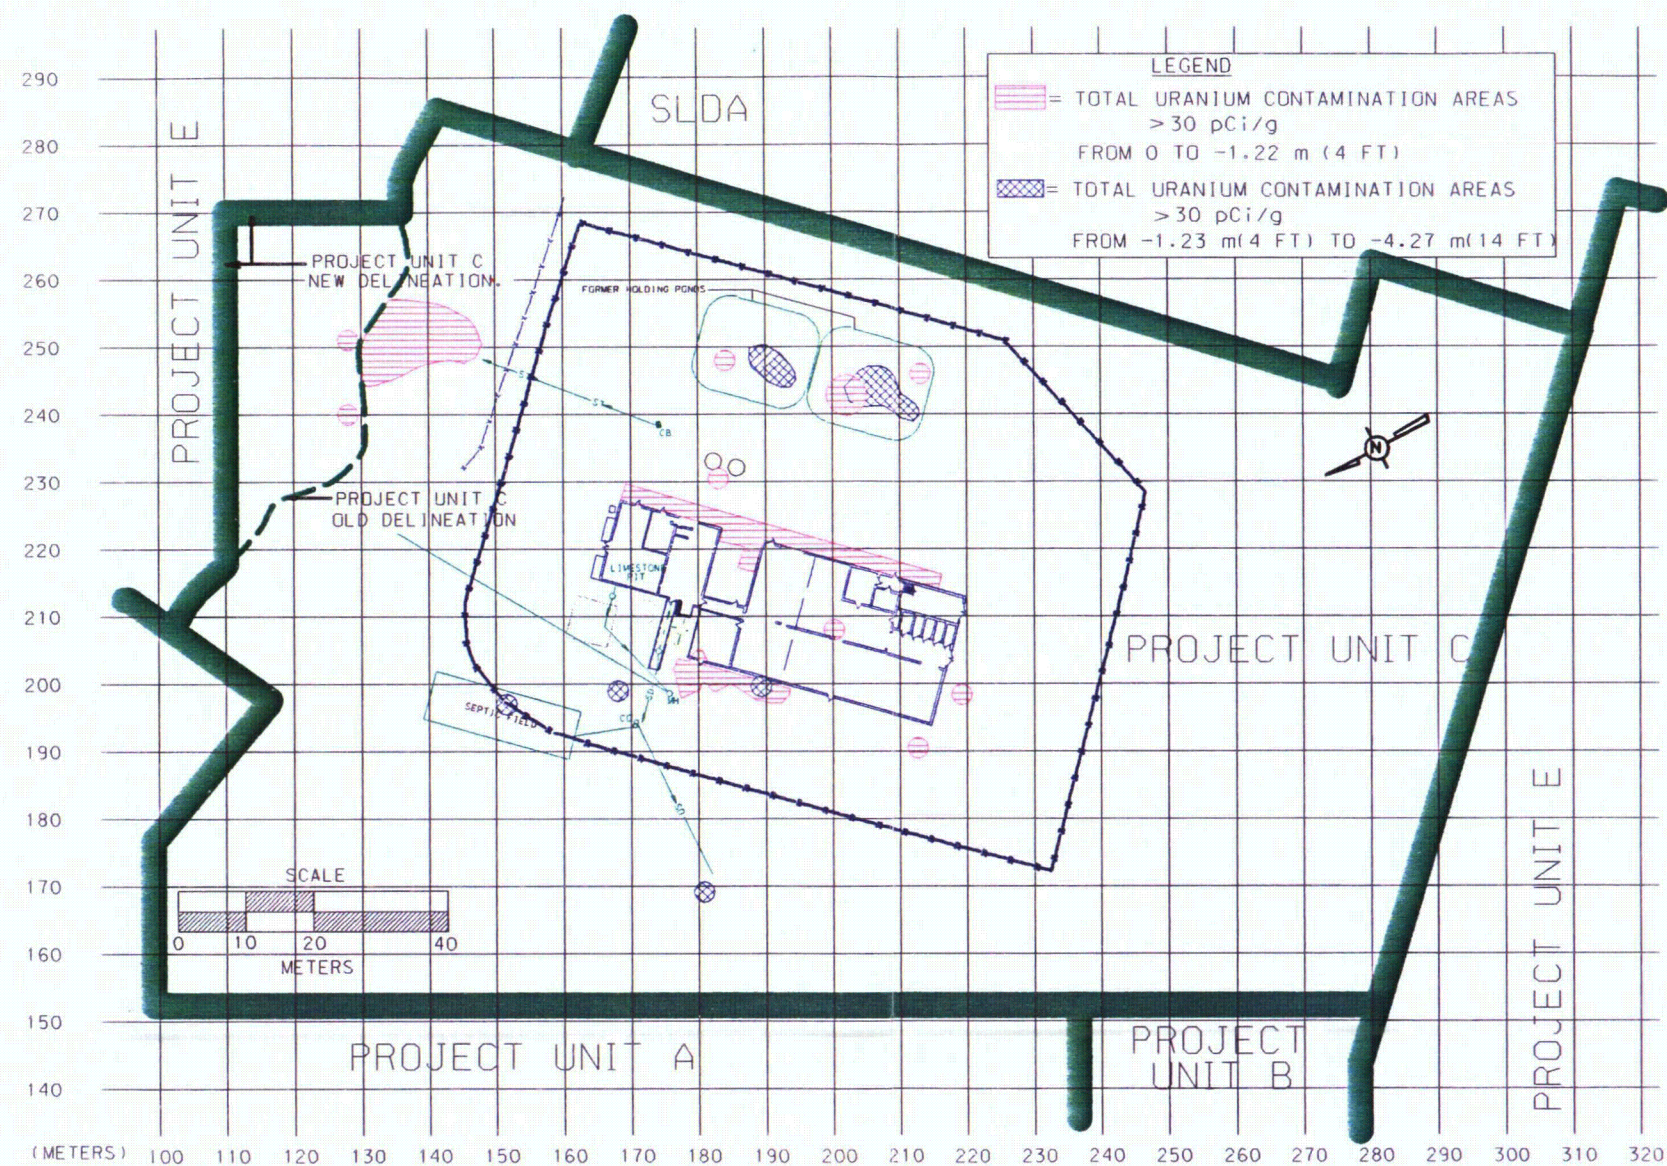 LEGEND
= TOTAL URANIUM CONTAMINATION AREAS
>30 pCi/g
FROM 0 TO -1.22 m (4 FT)
= TOTAL URANIUM CONTAMINATION AREAS
>30 pCi/g
FROM -1.23 m(4 FT) TO -4.27 m(14 FT)
SLDA
PROJECT UNIT E
290
280
270
260
250
240
230
220
210
200
190
180
170
160
150
140
PROJECT UNIT C
NEW DELINEATION.
FORMER HOLDING PONDS
CB
N
PROJECT UNIT C
OLD DELINEATION
LIMESTONE
PIT
PROJECT UNIT C
SEPTIC FIELD
MH
SCALE
0 10 20 40
METERS
PROJECT UNIT A
PROJECT
UNIT B
PROJECT UNIT E
(METERS) 100 110 120 130 140 150 160 170 180 190 200 210 220 230 240 250 260 270 280 290 300 310 320